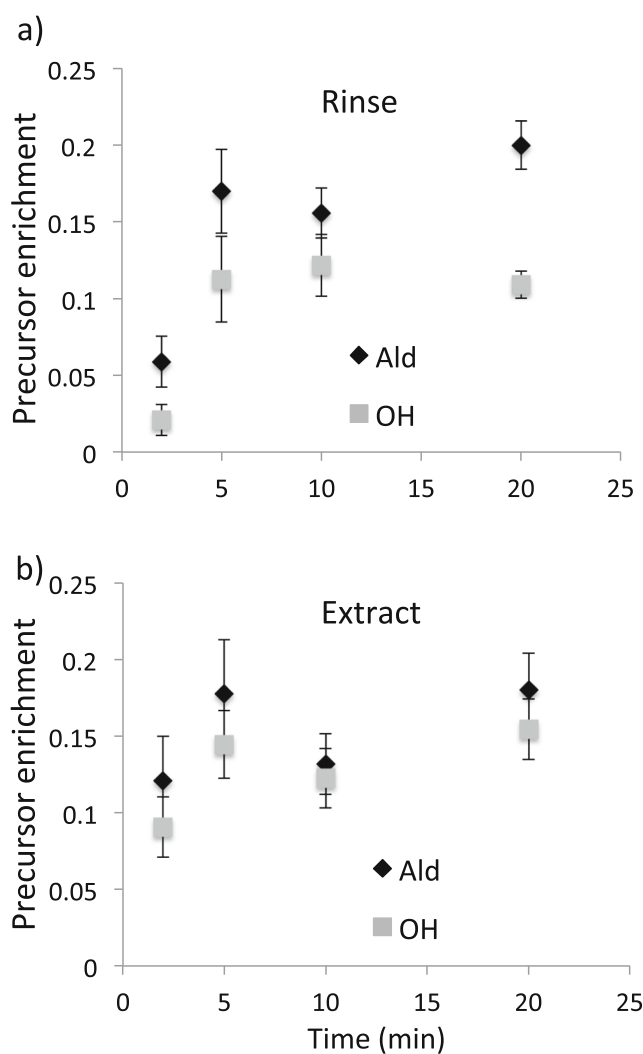 a)
0.25
Rinse
0.2
0.15
0.1
0.05
0
Precursor enrichment
Ald
OH
0 5 10 15 20 25
b)
0.25
Extract
0.2
0.15
0.1
0.05
0
Precursor enrichment
Ald
OH
0 5 10 15 20 25
Time (min)